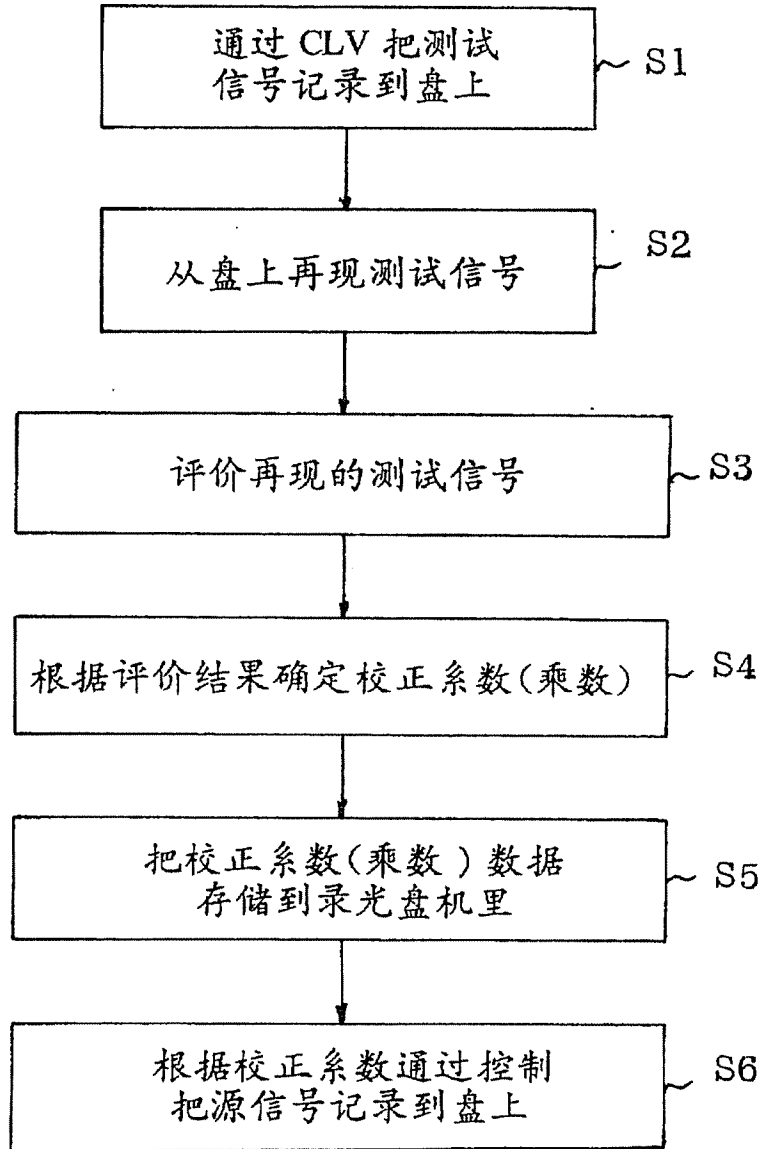 通过 CLV 把测试
信号记录到盘上
S1
从盘上再现测试信号
S2
评价再现的测试信号
S3
根据评价结果确定校正系数(乘数)
S4
把校正系数(乘数)数据
存储到录光盘机里
S5
根据校正系数通过控制
把源信号记录到盘上
S6